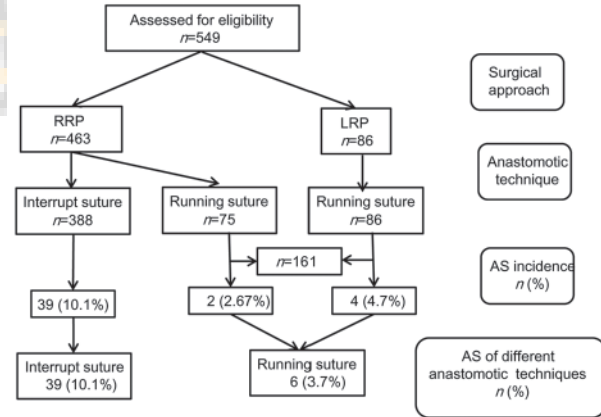 Assessed for eligibility
n=549
Surgical
approach
RRP
n=463
LRP
n=86
Anastomotic
technique
Interrupt suture
n=388
Running suture
n=75
Running suture
n=86
n=161
AS incidence
n (%)
39 (10.1%)
2 (2.67%)
4 (4.7%)
Interrupt suture
39 (10.1%)
Running suture
6 (3.7%)
AS of different
anastomotic techniques
n (%)